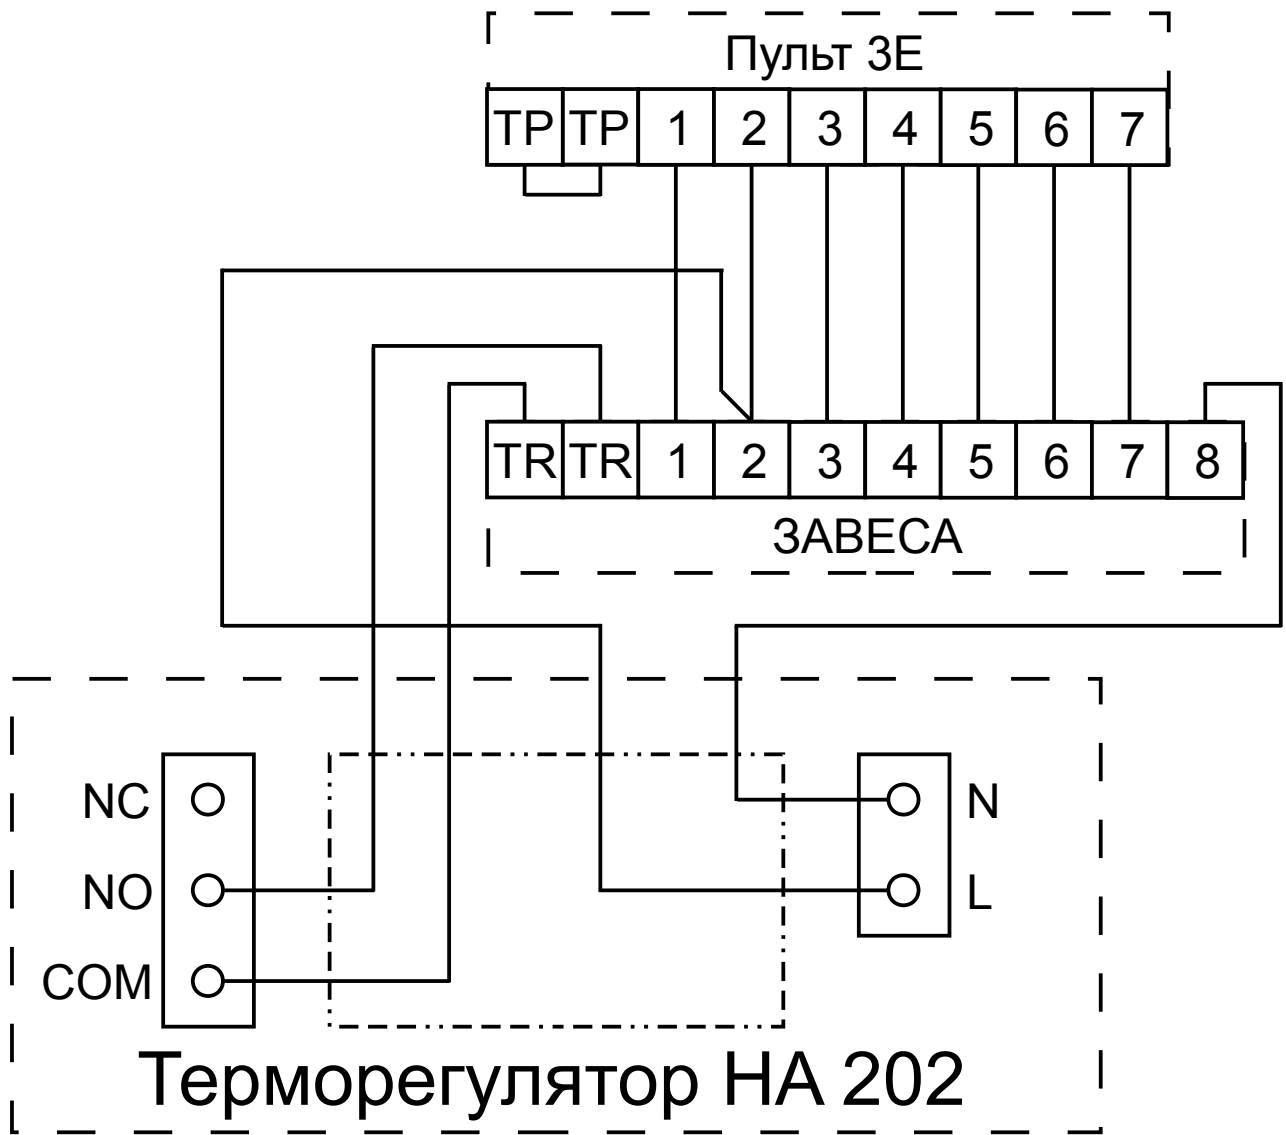 Пульт 3Е
ТР ТР 1 2 3 4 5 6 7
TR TR 1 2 3 4 5 6 7 8
ЗАВЕСА
NC
N
NO
L
COM
Терморегулятор НА 202